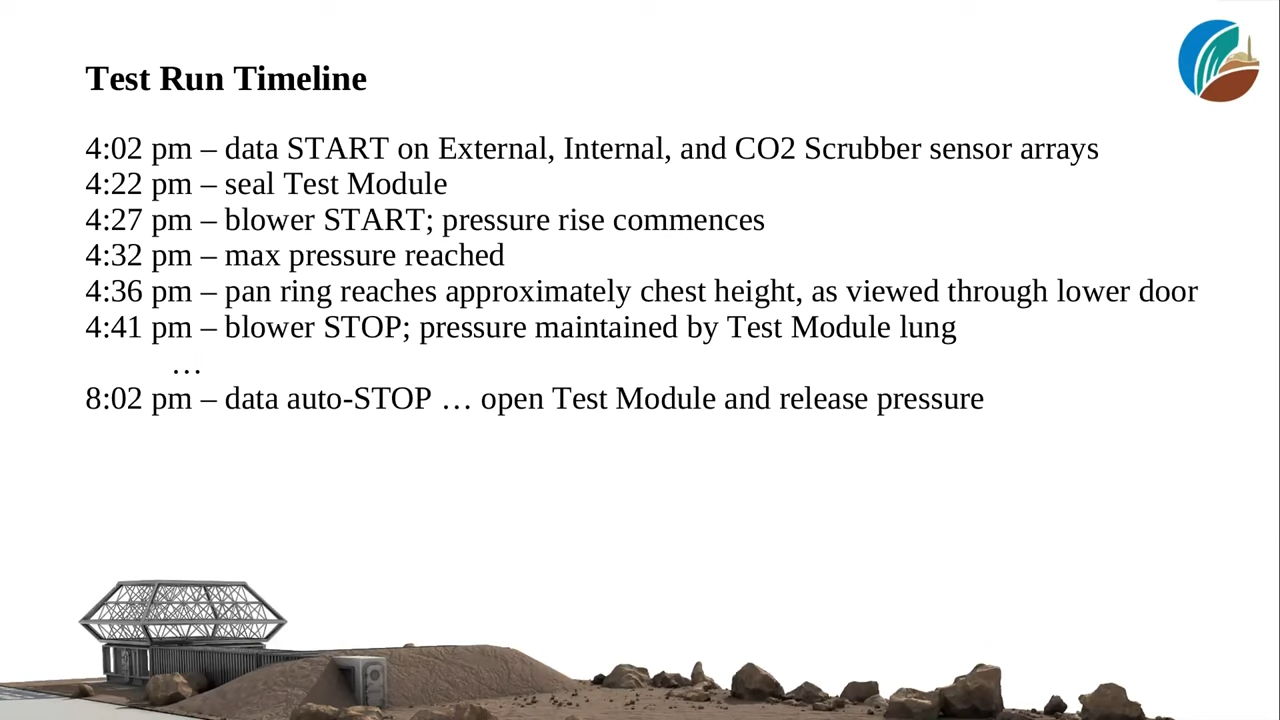 Test Run Timeline
4:02 pm – data START on External, Internal, and CO2 Scrubber sensor arrays
4:22 pm – seal Test Module
4:27 pm – blower START; pressure rise commences
4:32 pm – max pressure reached
4:36 pm – pan ring reaches approximately chest height, as viewed through lower door
4:41 pm – blower STOP; pressure maintained by Test Module lung
…
8:02 pm – data auto-STOP … open Test Module and release pressure